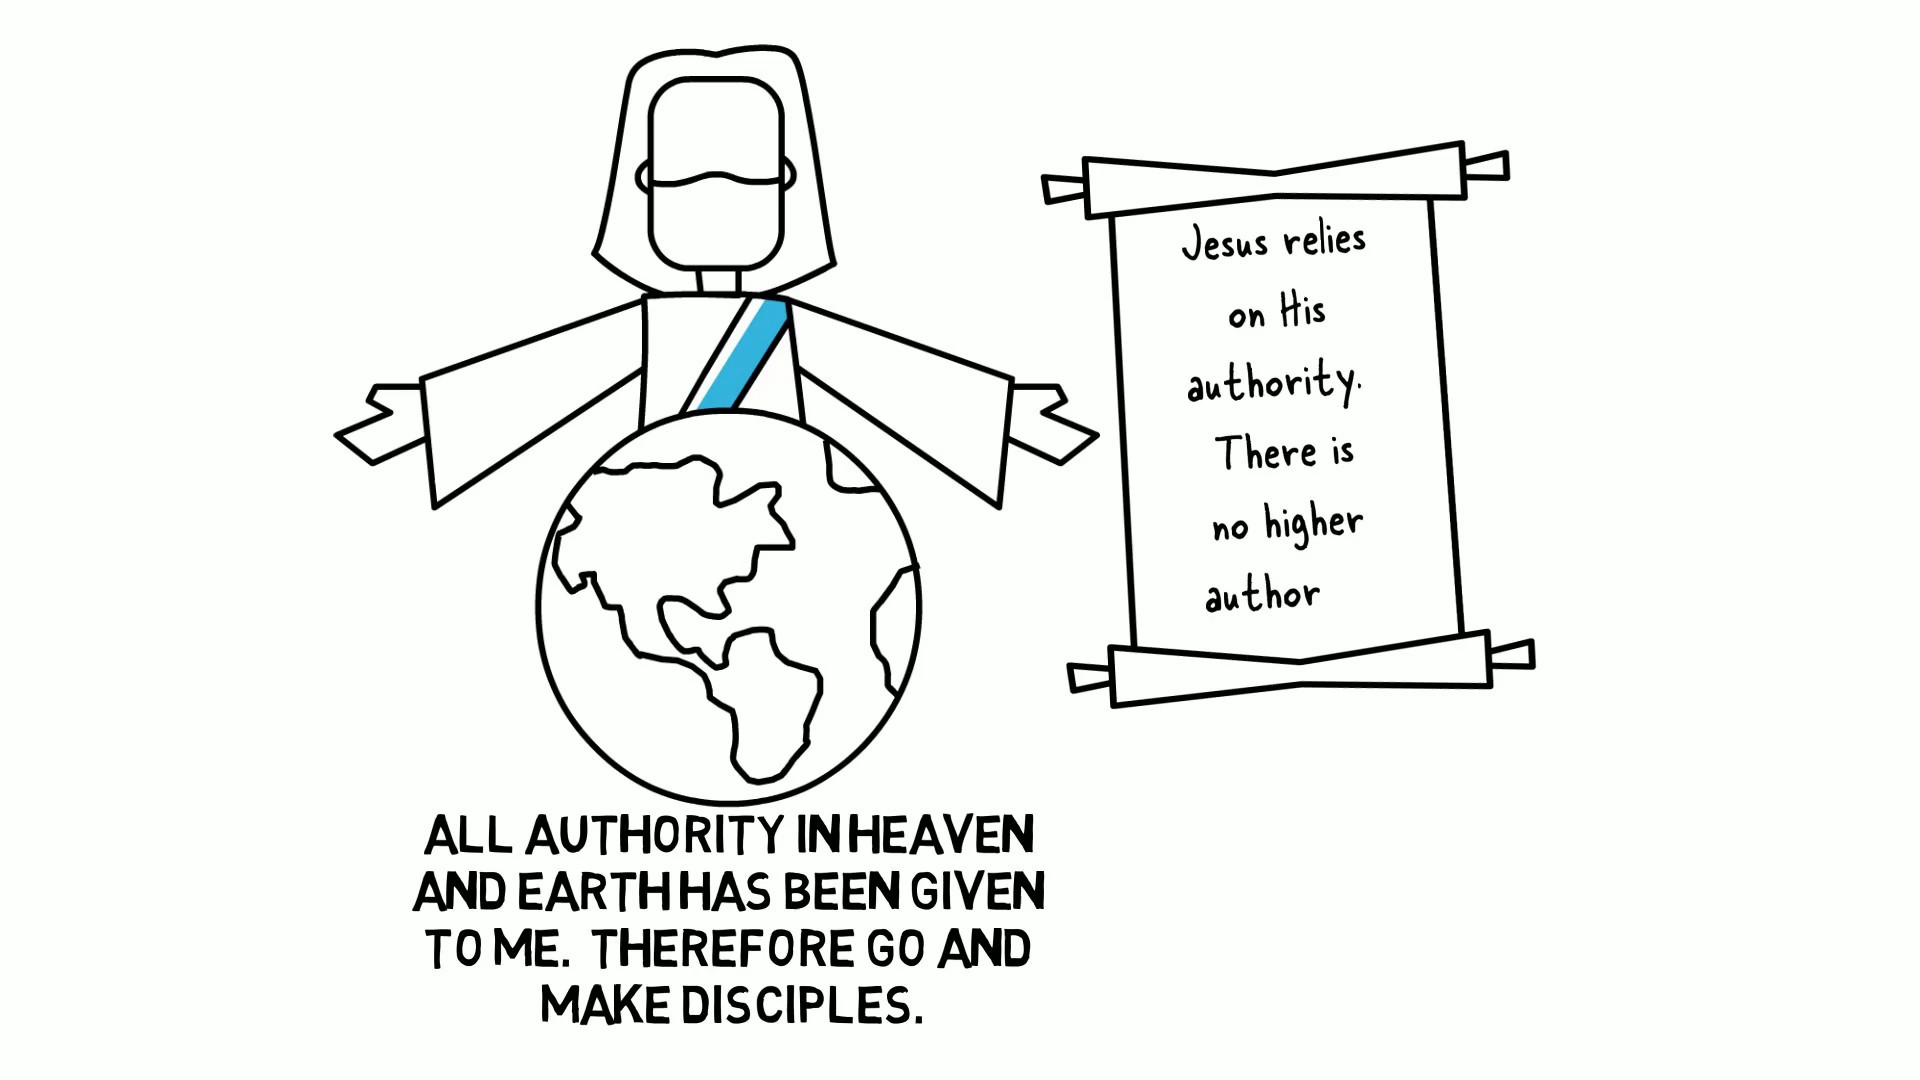 Jesus relies
on His
authority.
There is
no higher
author
ALL AUTHORITY IN HEAVEN
AND EARTH HAS BEEN GIVEN
TO ME. THEREFORE GO AND
MAKE DISCIPLES.